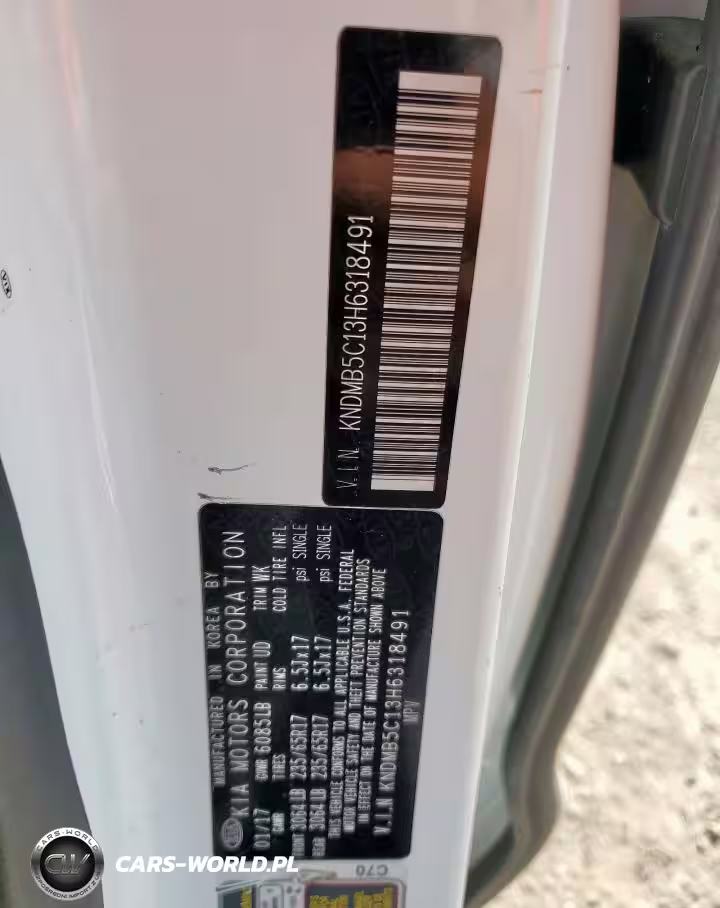 V.I.N. KNDMB5C13H6318491
MANUFACTURED IN KOREA BY
KIA MOTORS CORPORATION
01/17 GVWR 6085LB PAINT UD TRIM WK
GAWR TIRES RIMS COLD TIRE INFL
FRONT 3064LB 235/65R17 6.5Jx17 psi SINGLE
REAR 3064LB 235/65R17 6.5Jx17 psi SINGLE
THIS VEHICLE CONFORMS TO ALL APPLICABLE U.S.A. FEDERAL
MOTOR VEHICLE SAFETY AND THEFT PREVENTION STANDARDS
IN EFFECT ON THE DATE OF MANUFACTURE SHOWN ABOVE
V.I.N KNDMB5C13H6318491
MPV
C70
CARS-WORLD
CW
CARS-WORLD.PL